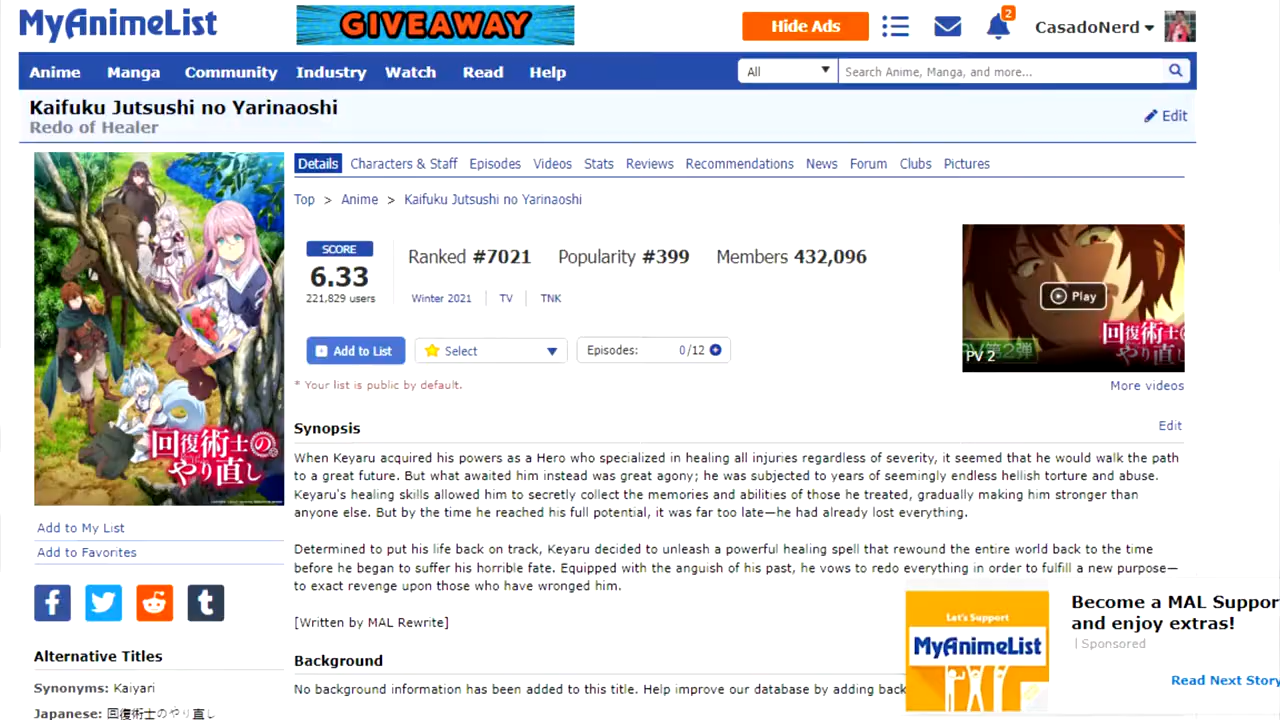 MyAnimeList
GIVEAWAY
Hide Ads
2
CasadoNerd
Anime Manga Community Industry Watch Read Help
All
Search Anime, Manga, and more...
Kaifuku Jutsushi no Yarinaoshi
Redo of Healer
Edit
Details Characters & Staff Episodes Videos Stats Reviews Recommendations News Forum Clubs Pictures
Top > Anime > Kaifuku Jutsushi no Yarinaoshi
SCORE
6.33
221,829 users
Ranked #7021 Popularity #399 Members 432,096
Winter 2021 TV TNK
Add to List
Select
Episodes: 0/12
* Your list is public by default.
Play
回復術士の
やり直し
PV第2弾
PV 2
More videos
回復術士の
やり直し
Synopsis
Edit
When Keyaru acquired his powers as a Hero who specialized in healing all injuries regardless of severity, it seemed that he would walk the path
to a great future. But what awaited him instead was great agony; he was subjected to years of seemingly endless hellish torture and abuse.
Keyaru's healing skills allowed him to secretly collect the memories and abilities of those he treated, gradually making him stronger than
anyone else. But by the time he reached his full potential, it was far too late—he had already lost everything.
Determined to put his life back on track, Keyaru decided to unleash a powerful healing spell that rewound the entire world back to the time
before he began to suffer his horrible fate. Equipped with the anguish of his past, he vows to redo everything in order to fulfill a new purpose—
to exact revenge upon those who have wronged him.
[Written by MAL Rewrite]
Background
No background information has been added to this title. Help improve our database by adding back
Add to My List
Add to Favorites
Alternative Titles
Synonyms: Kaiyari
Japanese: 回復術士のやり直し
Let's Support
MyAnimeList
Become a MAL Suppor
and enjoy extras!
| Sponsored
Read Next Story